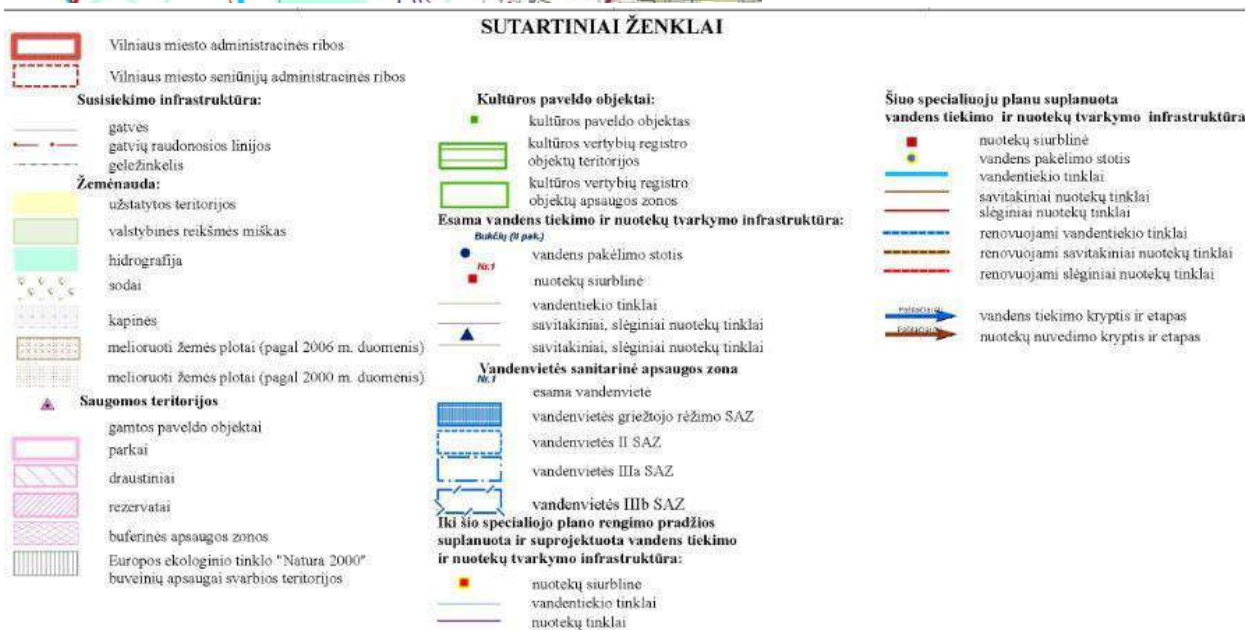 SUTARTINIAI ŽENKLAI
Vilniaus miesto administracinės ribos
Vilniaus miesto seniūnijų administracinės ribos
Susisiekimo infrastruktūra:
gatvės
gatvių raudonosios linijos
geležinkelis
Žemėnauda:
užstatytos teritorijos
valstybinės reikšmės miškas
hidrografija
sodai
kapinės
melioruoti žemės plotai (pagal 2006 m. duomenis)
melioruoti žemės plotai (pagal 2000 m. duomenis)
Saugomos teritorijos
gamtos paveldo objektai
parkai
draustiniai
rezervatai
buferinės apsaugos zonos
Europos ekologinio tinklo "Natura 2000"
buveinių apsaugai svarbios teritorijos
Kultūros paveldo objektai:
kultūros paveldo objektas
kultūros vertybių registro
objektų teritorijos
kultūros vertybių registro
objektų apsaugos zonos
Esama vandens tiekimo ir nuotekų tvarkymo infrastruktūra:
Bukčių (II pak.)
vandens pakėlimo stotis
Nr.1
nuotekų siurblinė
vandentiekio tinklai
savitakiniai, slėginiai nuotekų tinklai
savitakiniai, slėginiai nuotekų tinklai
Vandenvietės sanitarinė apsaugos zona
Nr.1
esama vandenvietė
vandenvietės griežtojo rėžimo SAZ
vandenvietės II SAZ
vandenvietės IIIa SAZ
vandenvietės IIIb SAZ
Iki šio specialiojo plano rengimo pradžios
suplanuota ir suprojektuota vandens tiekimo
ir nuotekų tvarkymo infrastruktūra:
nuotekų siurblinė
vandentiekio tinklai
nuotekų tinklai
Šiuo specialiuoju planu suplanuota
vandens tiekimo ir nuotekų tvarkymo infrastruktūra
nuotekų siurblinė
vandens pakėlimo stotis
vandentiekio tinklai
savitakiniai nuotekų tinklai
slėginiai nuotekų tinklai
renovuojami vandentiekio tinklai
renovuojami savitakiniai nuotekų tinklai
renovuojami slėginiai nuotekų tinklai
vandens tiekimo kryptis ir etapas
nuotekų nuvedimo kryptis ir etapas